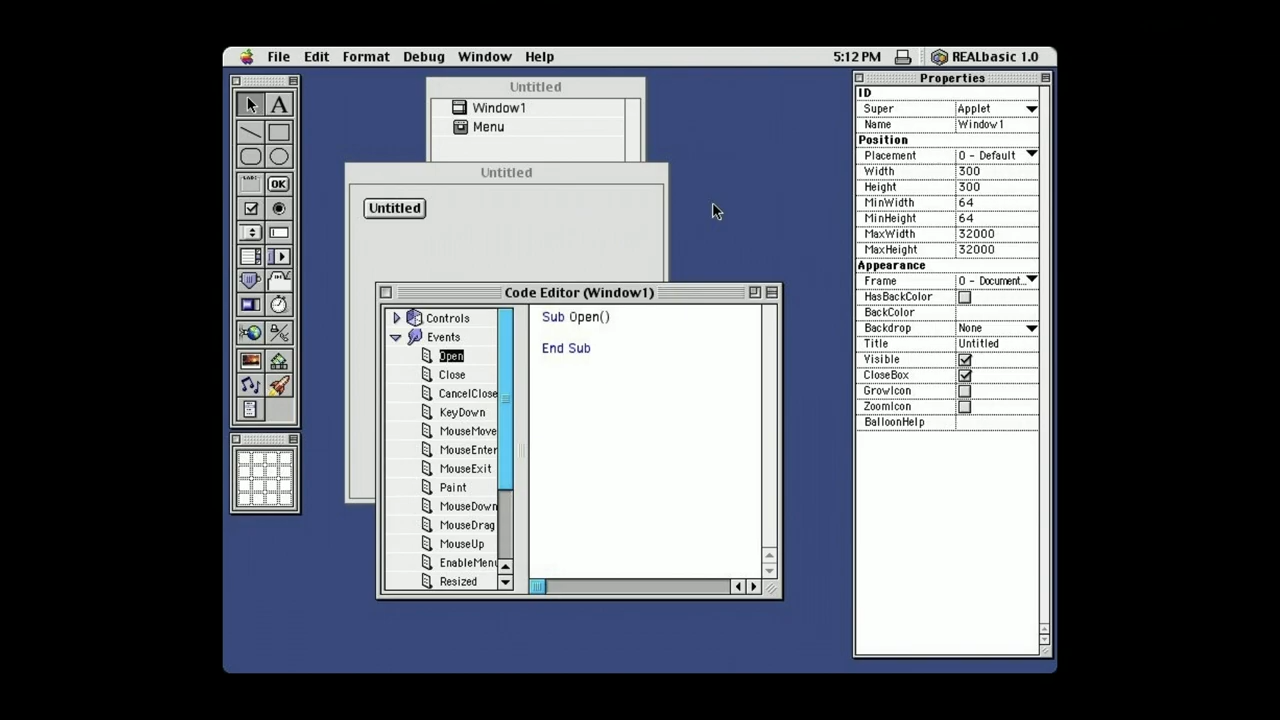 File Edit Format Debug Window Help 5:12 PM REALbasic 1.0
A
OK
Untitled
Window1
Menu
Untitled
Untitled
Code Editor (Window1)
Controls
Events
Open
Close
CancelClose
KeyDown
MouseMove
MouseEnter
MouseExit
Paint
MouseDown
MouseDrag
MouseUp
EnableMenu
Resized
Sub Open()
End Sub
Properties
ID
Super Applet
Name Window1
Position
Placement 0 - Default
Width 300
Height 300
MinWidth 64
MinHeight 64
MaxWidth 32000
MaxHeight 32000
Appearance
Frame 0 - Document...
HasBackColor
BackColor
Backdrop None
Title Untitled
Visible
CloseBox
GrowIcon
ZoomIcon
BalloonHelp